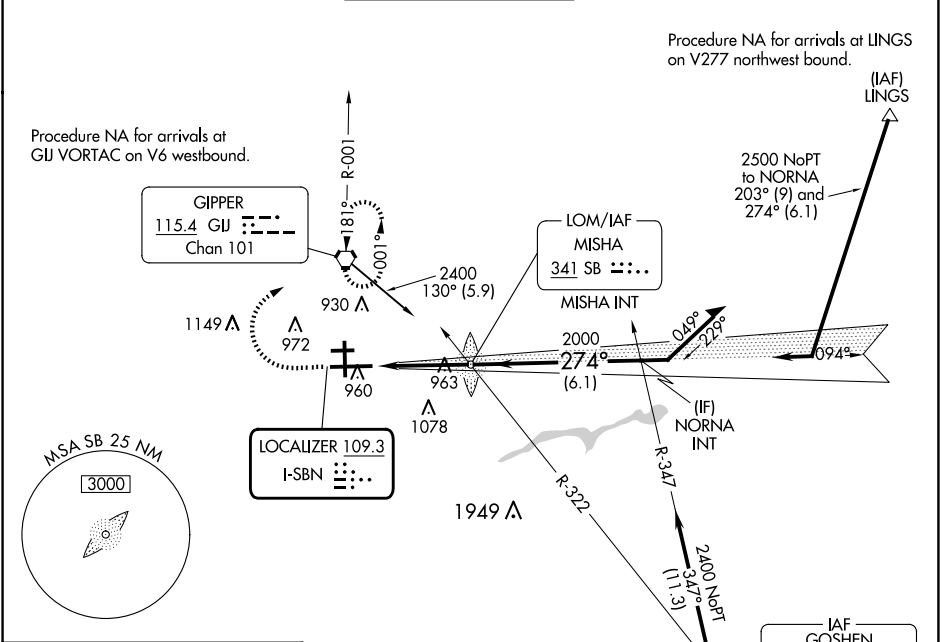 Procedure NA for arrivals at LINGS
on V277 northwest bound.
(IAF)
LINGS
Procedure NA for arrivals at
GIJ VORTAC on V6 westbound.
R-001
181°
001°
2500 NoPT
to NORNA
203° (9) and
274° (6.1)
GIPPER
115.4 GIJ
Chan 101
LOM/IAF
MISHA
341 SB
MISHA INT
2400
130° (5.9)
930
1149
972
2000
274°
(6.1)
049°
229°
094°
960
963
1078
(IF)
NORNA
INT
LOCALIZER 109.3
I-SBN
R-347
R-322
MSA SB 25 NM
3000
1949
2400 NoPT
347°
(11.3)
IAF
GOSHEN